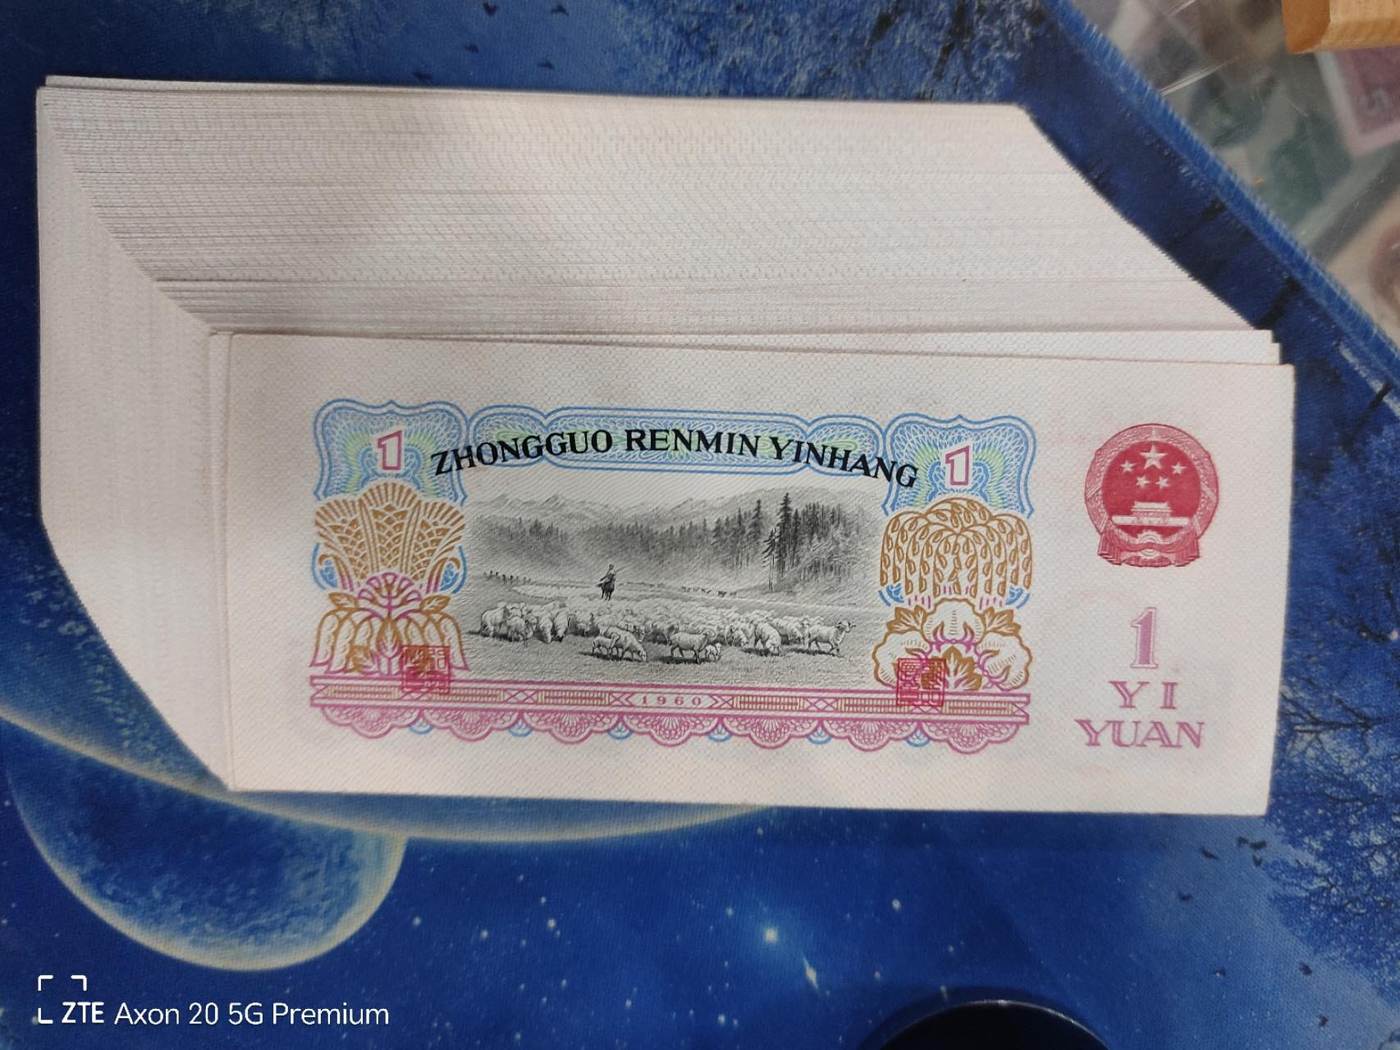 1
ZHONGGUO RENMIN YINHANG
1
1960
1
YI
YUAN
ZTE Axon 20 5G Premium